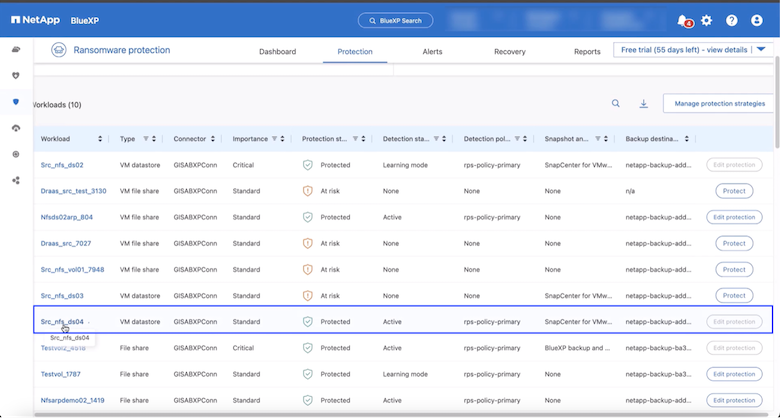 NetApp BlueXP BlueXP Search 4
Ransomware protection Dashboard Protection Alerts Recovery Reports Free trial (55 days left) - view details
Workloads (10) Manage protection strategies
Workload Type Connector Importance Protection st... Detection sta... Detection pol... Snapshot an... Backup destina...
Src_nfs_ds02 VM datastore GISABXPConn Critical Protected Learning mode rps-policy-primary SnapCenter for VMw... netapp-backup-add... Edit protection
Draas_src_test_3130 VM file share GISABXPConn Standard At risk None None None n/a Protect
Nfsds02arp_804 VM file share GISABXPConn Standard Protected Active rps-policy-primary None netapp-backup-add... Edit protection
Draas_src_7027 VM file share GISABXPConn Standard At risk None None None netapp-backup-add... Protect
Src_nfs_vol01_7948 VM file share GISABXPConn Standard At risk None None None netapp-backup-add... Protect
Src_nfs_ds03 VM datastore GISABXPConn Standard At risk None None SnapCenter for VMw... netapp-backup-add... Protect
Src_nfs_ds04 VM datastore GISABXPConn Standard Protected Active rps-policy-primary SnapCenter for VMw... netapp-backup-add... Edit protection
Src_nfs_ds04
Testvol2_4518 File share GISABXPConn Critical Protected Active rps-policy-primary BlueXP backup and ... netapp-backup-ba3... Edit protection
Testvol_1787 File share GISABXPConn Standard Protected Learning mode rps-policy-primary None netapp-backup-ba3... Edit protection
Nfsarpdemo02_1419 File share GISABXPConn Standard Protected Active rps-policy-primary None netapp-backup-ba3... Edit protection